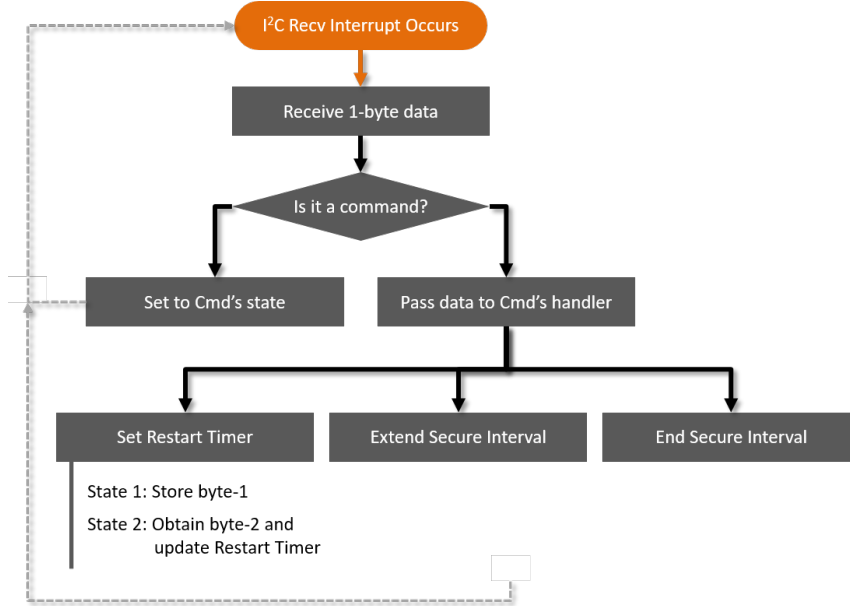 I²C Recv Interrupt Occurs
Receive 1-byte data
Is it a command?
Set to Cmd's state
Pass data to Cmd's handler
Set Restart Timer
Extend Secure Interval
End Secure Interval
State 1: Store byte-1
State 2: Obtain byte-2 and
update Restart Timer